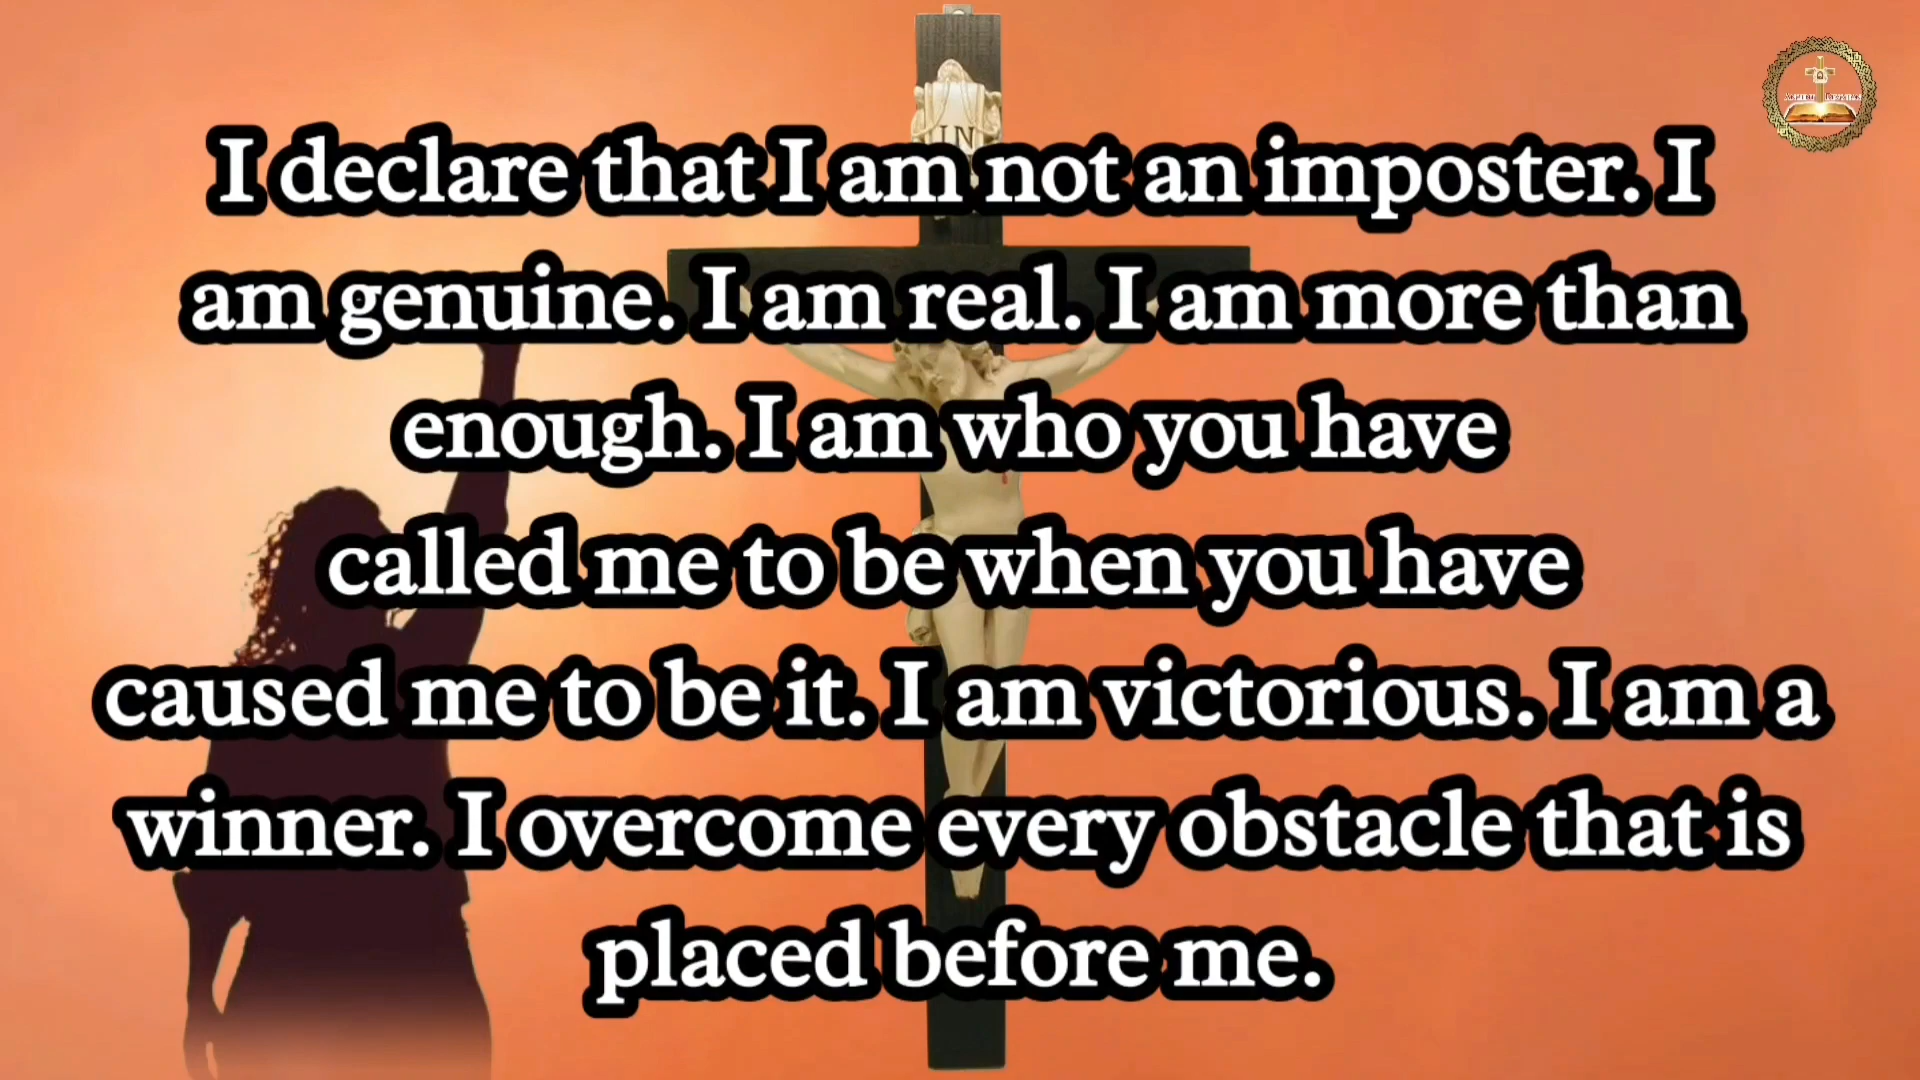 IN
I declare that I am not an imposter. I
am genuine. I am real. I am more than
enough. I am who you have
called me to be when you have
caused me to be it. I am victorious. I am a
winner. I overcome every obstacle that is
placed before me.